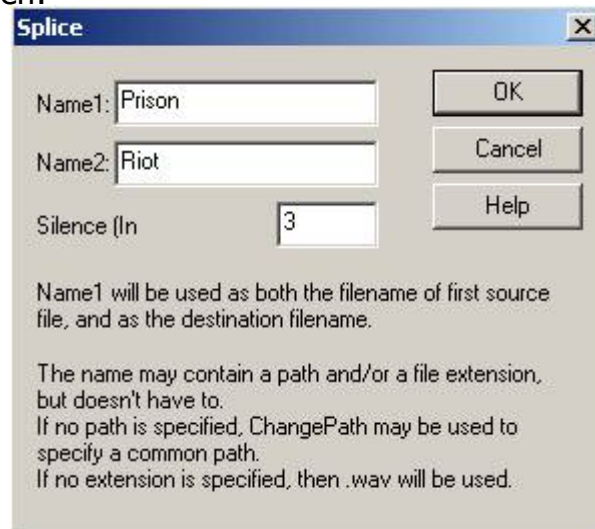 Splice
Name1: Prison
OK
Name2: Riot
Cancel
Silence (In 3
Help
Name1 will be used as both the filename of first source
file, and as the destination filename.
The name may contain a path and/or a file extension,
but doesn't have to.
If no path is specified, ChangePath may be used to
specify a common path.
If no extension is specified, then .wav will be used.